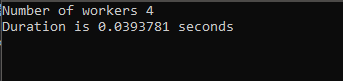 Number of workers 4
Duration is 0.0393781 seconds